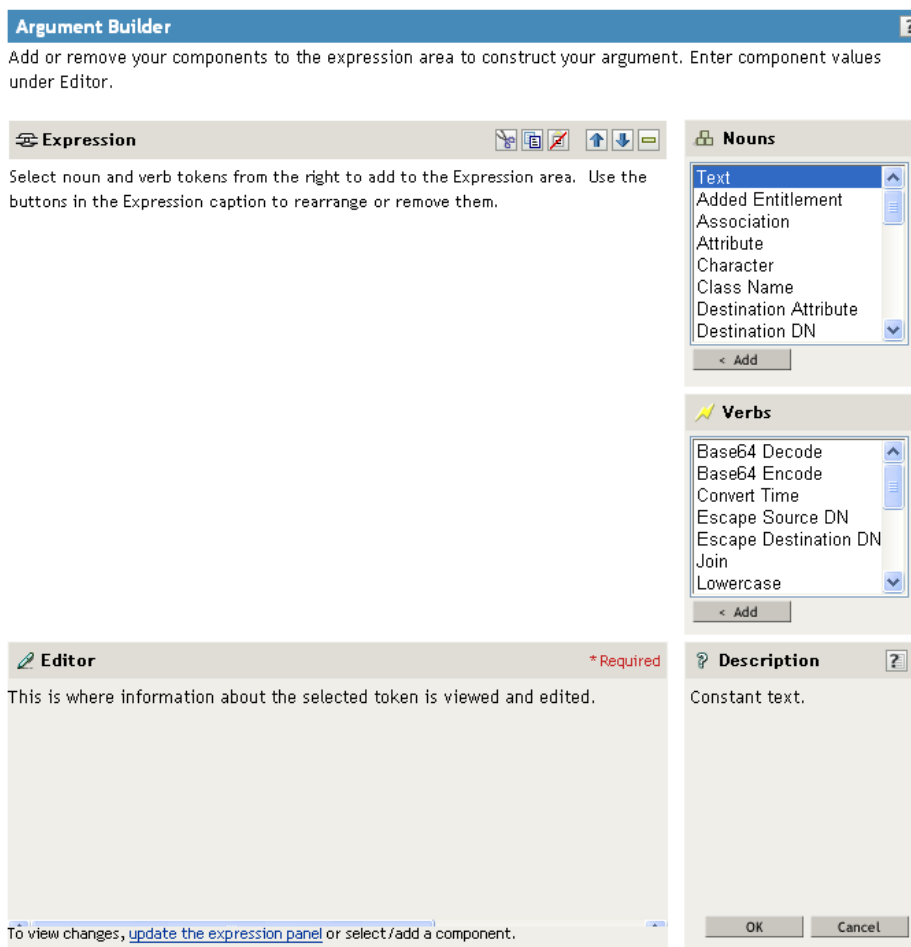 Argument Builder
?
Add or remove your components to the expression area to construct your argument. Enter component values
under Editor.
Expression
Select noun and verb tokens from the right to add to the Expression area. Use the
buttons in the Expression caption to rearrange or remove them.
Nouns
Text
Added Entitlement
Association
Attribute
Character
Class Name
Destination Attribute
Destination DN
< Add
Verbs
Base64 Decode
Base64 Encode
Convert Time
Escape Source DN
Escape Destination DN
Join
Lowercase
< Add
Editor
*Required
This is where information about the selected token is viewed and edited.
To view changes, update the expression panel or select/add a component.
? Description
?
Constant text.
OK
Cancel